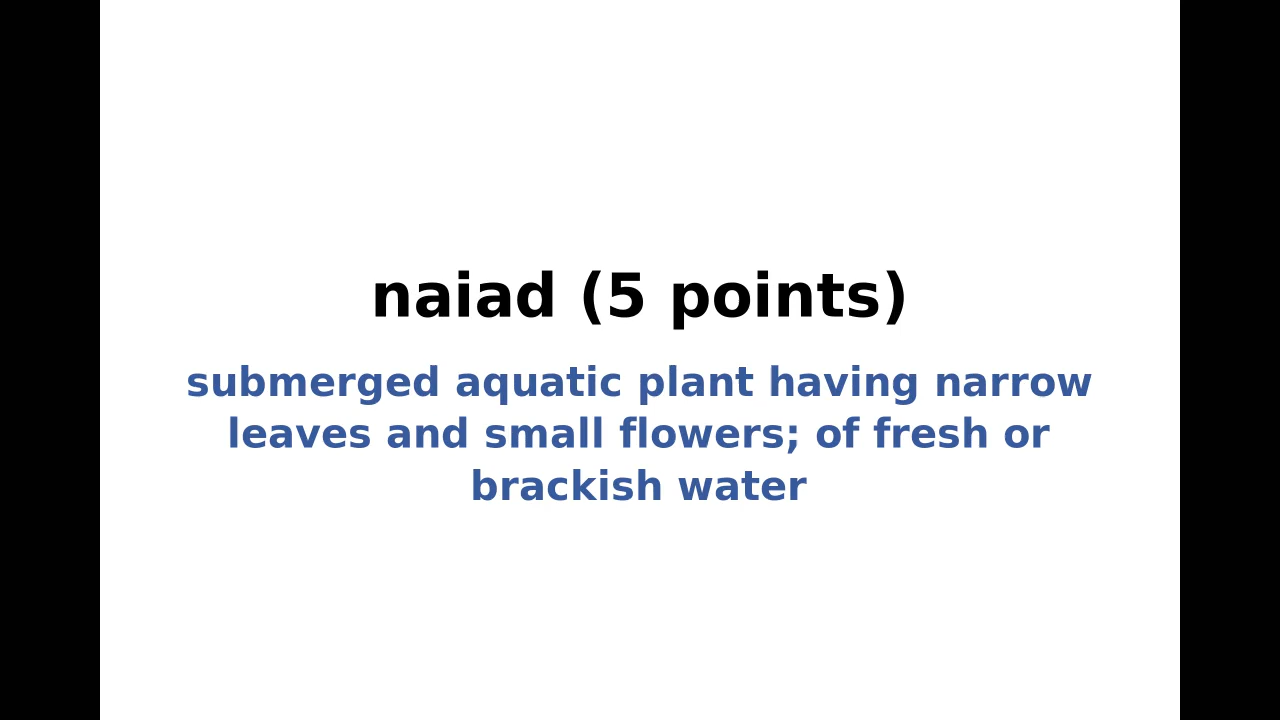 naiad (5 points)
submerged aquatic plant having narrow
leaves and small flowers; of fresh or
brackish water